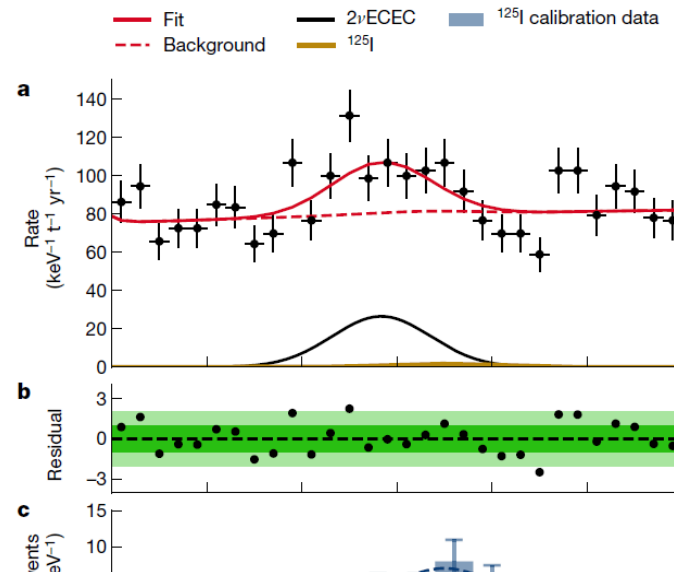 Fit
2νECEC
¹²⁵I calibration data
Background
¹²⁵I
a
140
120
100
80
60
40
20
0
Rate
(keV⁻¹ t⁻¹ yr⁻¹)
b
3
0
−3
Residual
c
15
10